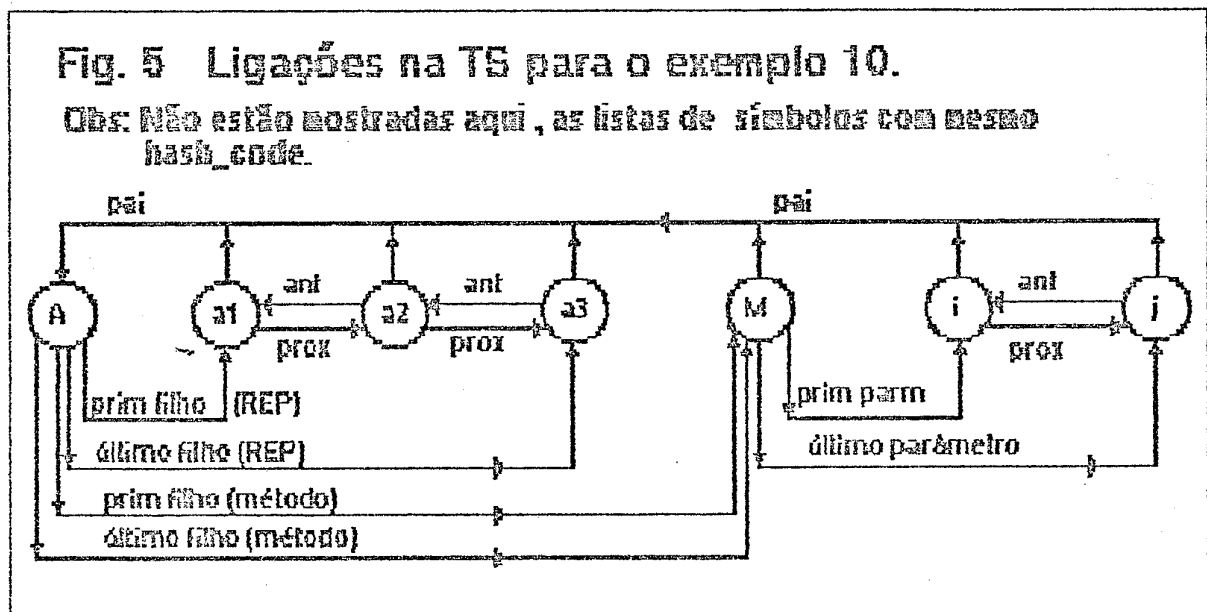 Fig. 5 Ligações na TS para o exemplo 10.
Obs: Não estão mostradas aqui , as listas de símbolos com mesmo
hash_code.
pai pai
ant ant ant
A a1 a2 a3 M i j
prox prox prox
prim filho (REP) prim parm
último filho (REP) último parâmetro
prim filho (método)
último filho (método)